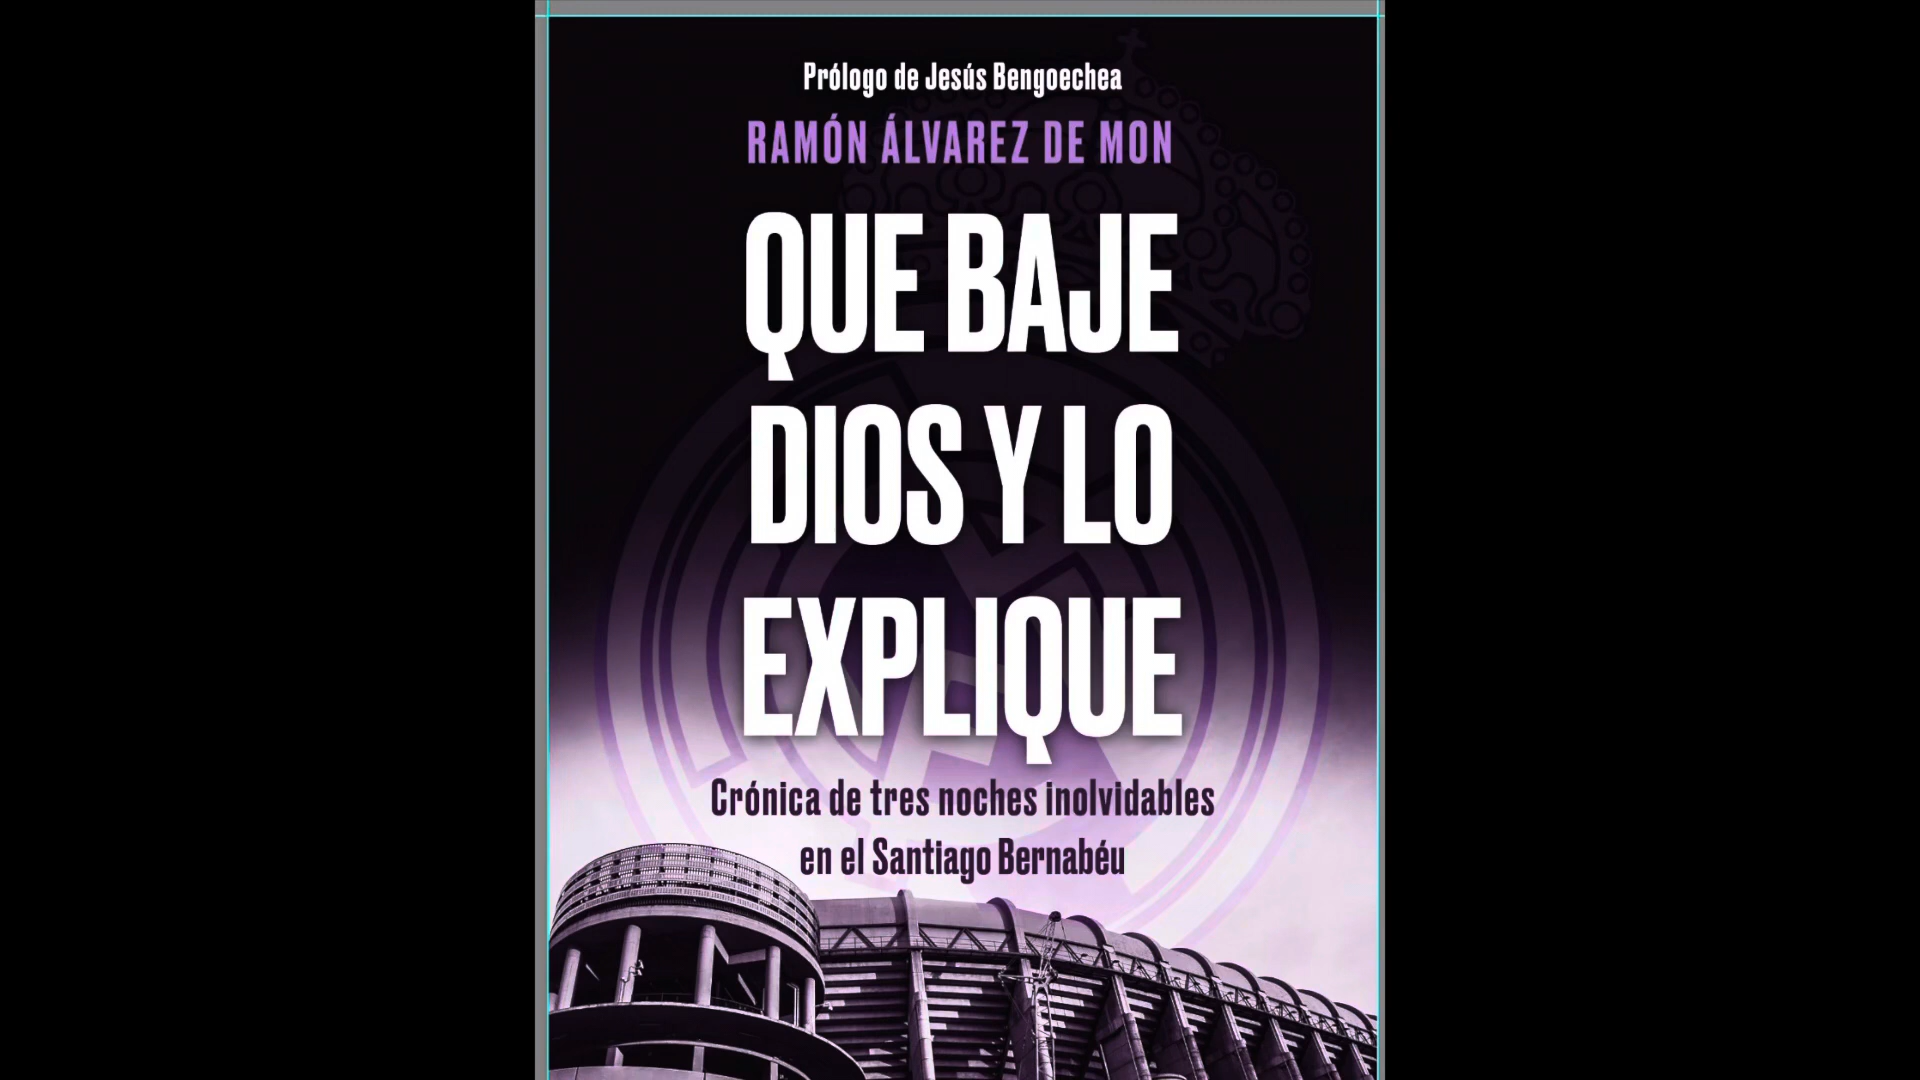 Prólogo de Jesús Bengoechea
RAMÓN ÁLVAREZ DE MON
QUE BAJE
DIOS Y LO
EXPLIQUE
Crónica de tres noches inolvidables
en el Santiago Bernabéu